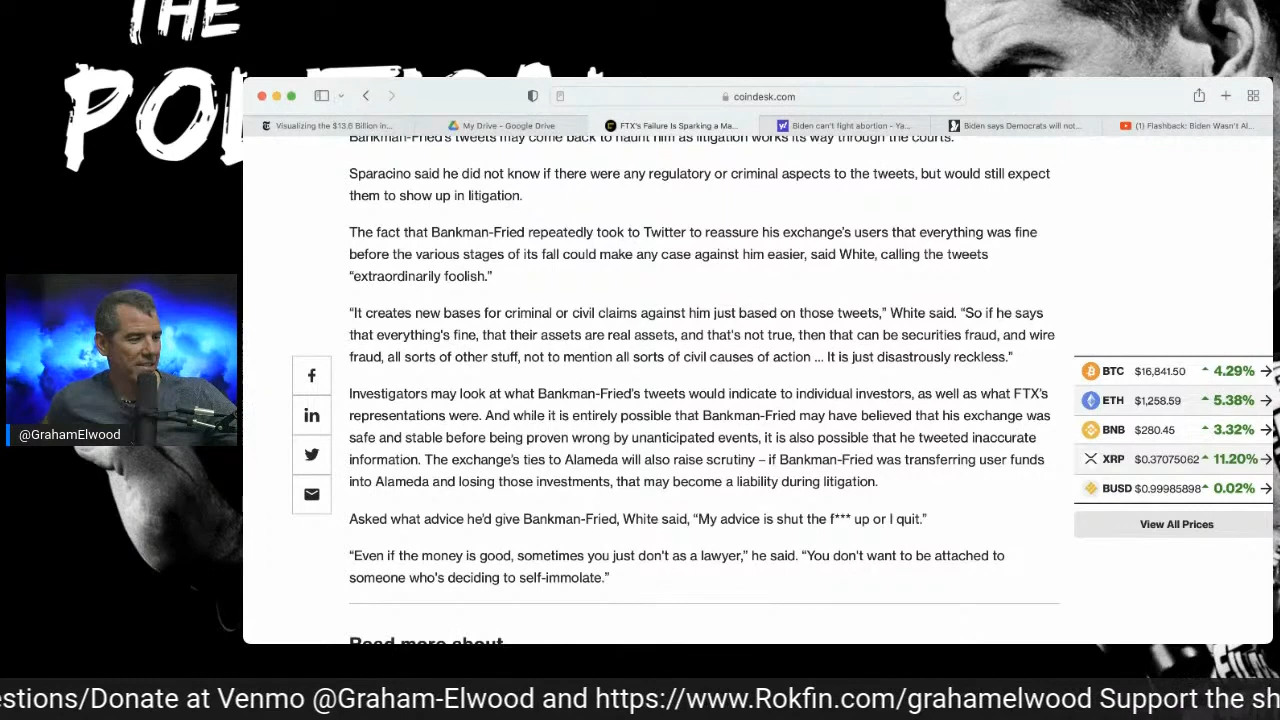 THE
POLITICAL
coindesk.com
Visualizing the $13.6 Billion in...
My Drive - Google Drive
FTX's Failure Is Sparking a Ma...
Biden can't fight abortion - Ya...
Biden says Democrats will not...
(1) Flashback: Biden Wasn't Al...
Bankman-Fried's tweets may come back to haunt him as litigation works its way through the courts.
Sparacino said he did not know if there were any regulatory or criminal aspects to the tweets, but would still expect
them to show up in litigation.
The fact that Bankman-Fried repeatedly took to Twitter to reassure his exchange's users that everything was fine
before the various stages of its fall could make any case against him easier, said White, calling the tweets
“extraordinarily foolish.”
“It creates new bases for criminal or civil claims against him just based on those tweets,” White said. “So if he says
that everything's fine, that their assets are real assets, and that's not true, then that can be securities fraud, and wire
fraud, all sorts of other stuff, not to mention all sorts of civil causes of action ... It is just disastrously reckless.”
Investigators may look at what Bankman-Fried's tweets would indicate to individual investors, as well as what FTX's
representations were. And while it is entirely possible that Bankman-Fried may have believed that his exchange was
safe and stable before being proven wrong by unanticipated events, it is also possible that he tweeted inaccurate
information. The exchange's ties to Alameda will also raise scrutiny – if Bankman-Fried was transferring user funds
into Alameda and losing those investments, that may become a liability during litigation.
Asked what advice he'd give Bankman-Fried, White said, “My advice is shut the f*** up or I quit.”
“Even if the money is good, sometimes you just don't as a lawyer,” he said. “You don't want to be attached to
someone who's deciding to self-immolate.”
Read more about
BTC $16,841.50 4.29%
ETH $1,258.59 5.38%
BNB $280.45 3.32%
XRP $0.37075062 11.20%
BUSD $0.99985898 0.02%
View All Prices
@GrahamElwood
estions/Donate at Venmo @Graham-Elwood and https://www.Rokfin.com/grahamelwood Support the sh